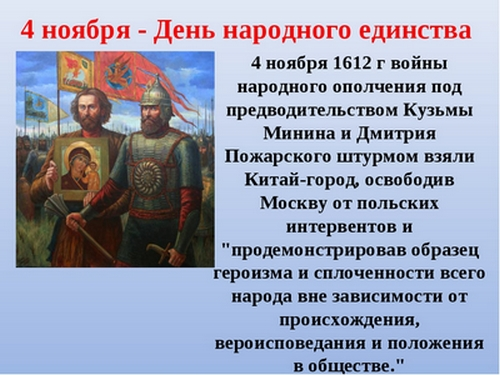 4 ноября - День народного единства
4 ноября 1612 г войны
народного ополчения под
предводительством Кузьмы
Минина и Дмитрия
Пожарского штурмом взяли
Китай-город, освободив
Москву от польских
интервентов и
"продемонстрировав образец
героизма и сплоченности всего
народа вне зависимости от
происхождения,
вероисповедания и положения
в обществе."